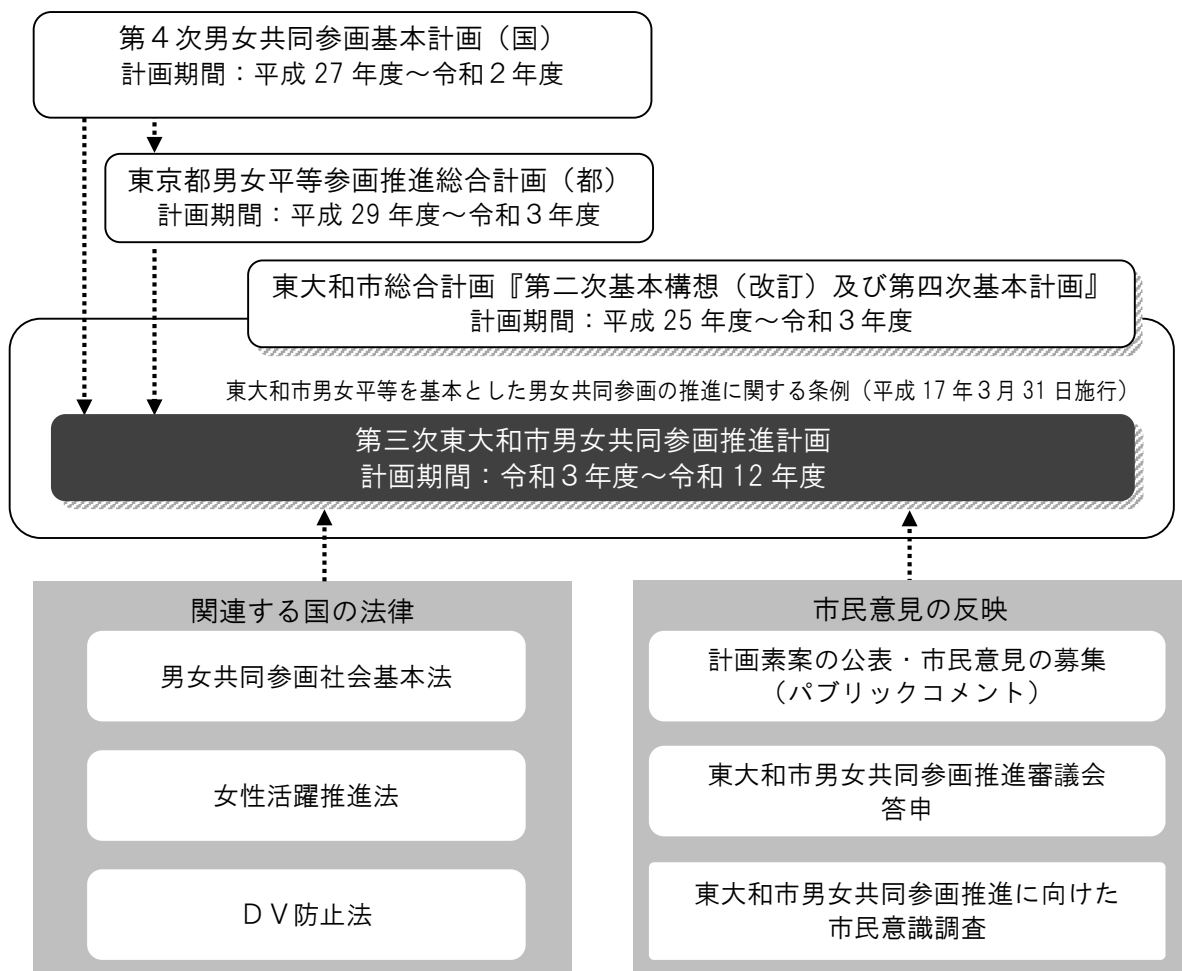 第４次男女共同参画基本計画（国）
計画期間：平成 27 年度～令和２年度
東京都男女平等参画推進総合計画（都）
計画期間：平成 29 年度～令和３年度
東大和市総合計画『第二次基本構想（改訂）及び第四次基本計画』
計画期間：平成 25 年度～令和３年度
東大和市男女平等を基本とした男女共同参画の推進に関する条例（平成 17 年３月 31 日施行）
第三次東大和市男女共同参画推進計画
計画期間：令和３年度～令和 12 年度
関連する国の法律
男女共同参画社会基本法
女性活躍推進法
ＤＶ防止法
市民意見の反映
計画素案の公表・市民意見の募集
（パブリックコメント）
東大和市男女共同参画推進審議会
答申
東大和市男女共同参画推進に向けた
市民意識調査